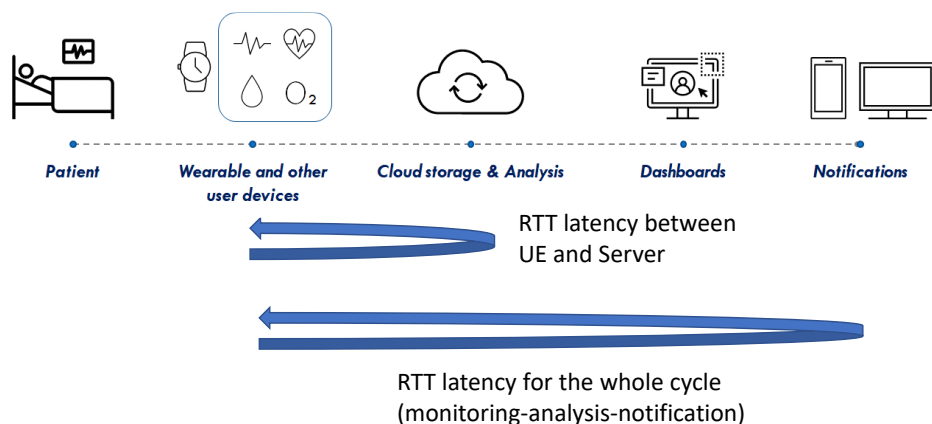 O₂
Patient
Wearable and other
user devices
Cloud storage & Analysis
Dashboards
Notifications
RTT latency between
UE and Server
RTT latency for the whole cycle
(monitoring-analysis-notification)